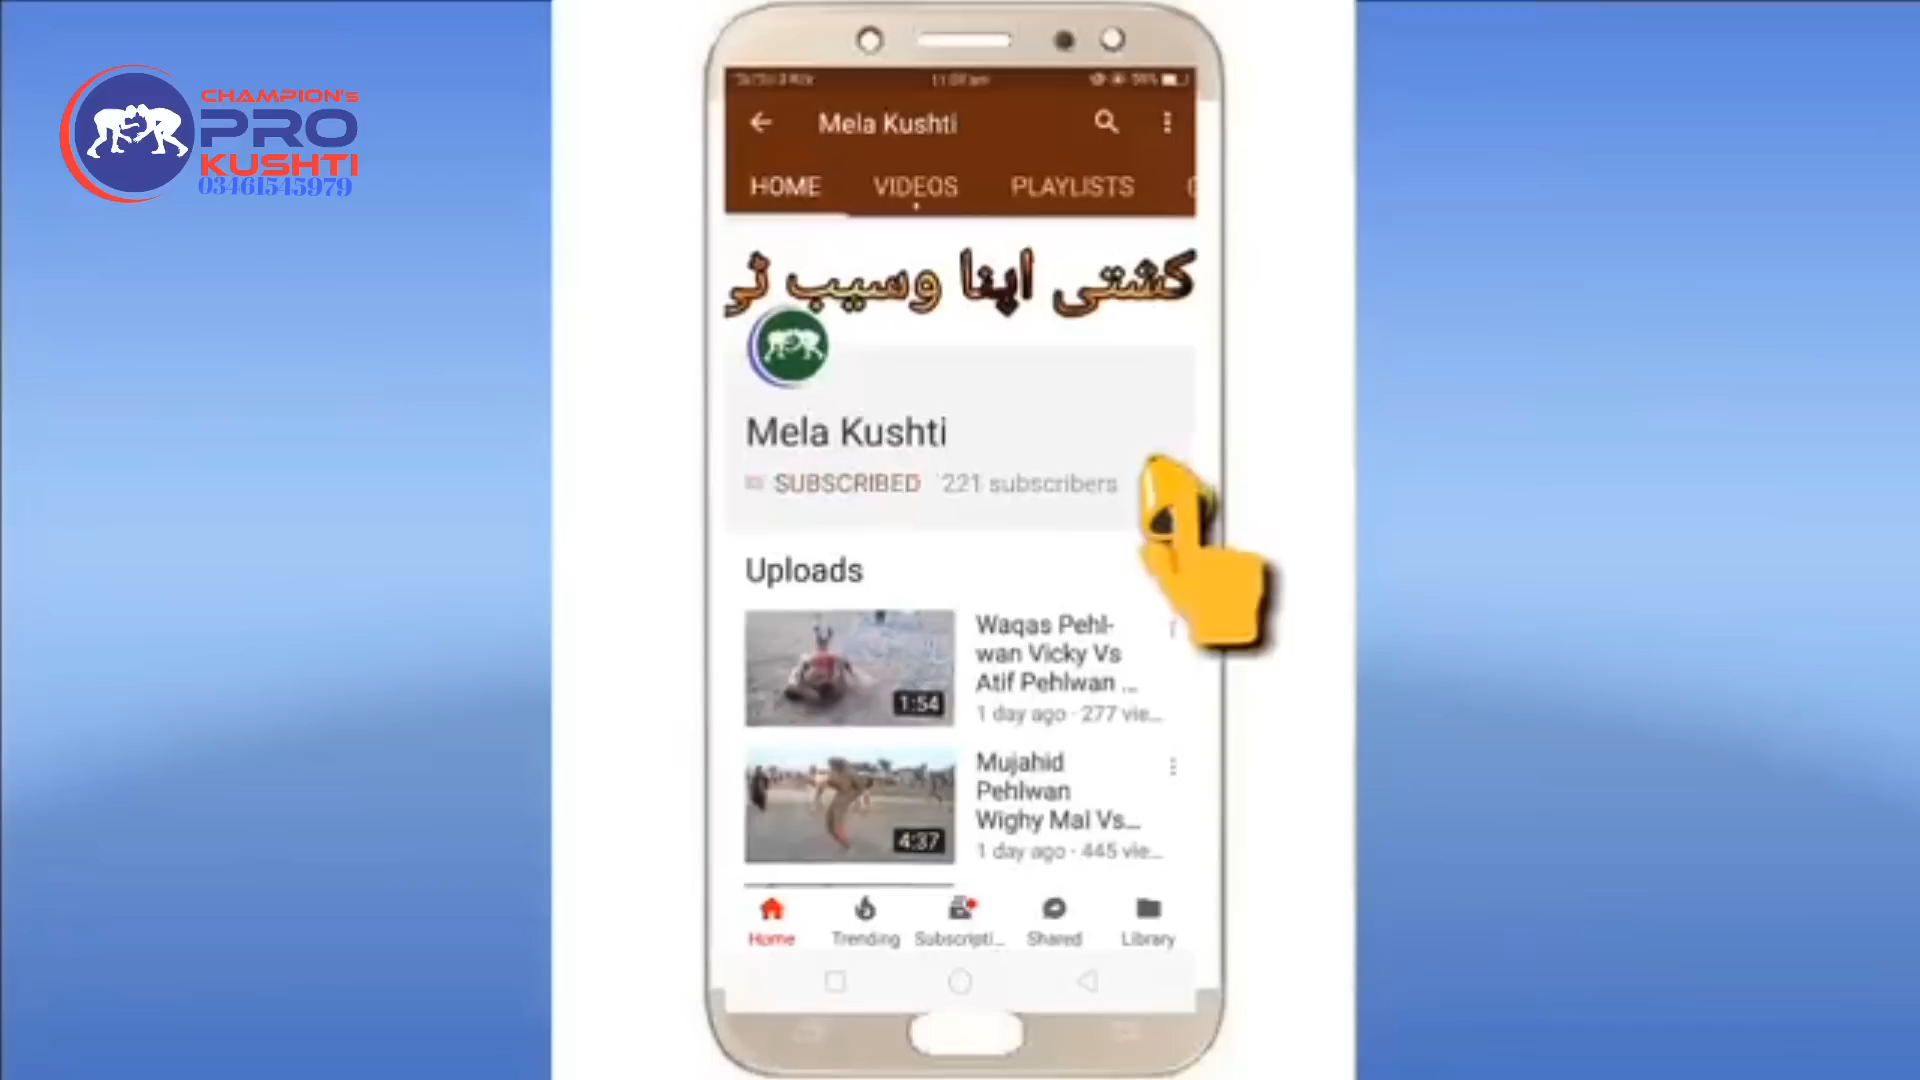 CHAMPION's
PRO
KUSHTI
03461545979
Mela Kushti
HOME VIDEOS PLAYLISTS
کشتی اپنا وسیب ٹر
Mela Kushti
SUBSCRIBED 221 subscribers
Uploads
Waqas Pehl-
wan Vicky Vs
Atif Pehlwan ...
1 day ago · 277 vie...
1:54
Mujahid
Pehlwan
Wighy Mal Vs...
1 day ago · 445 vie...
4:37
Home Trending Subscripti... Shared Library